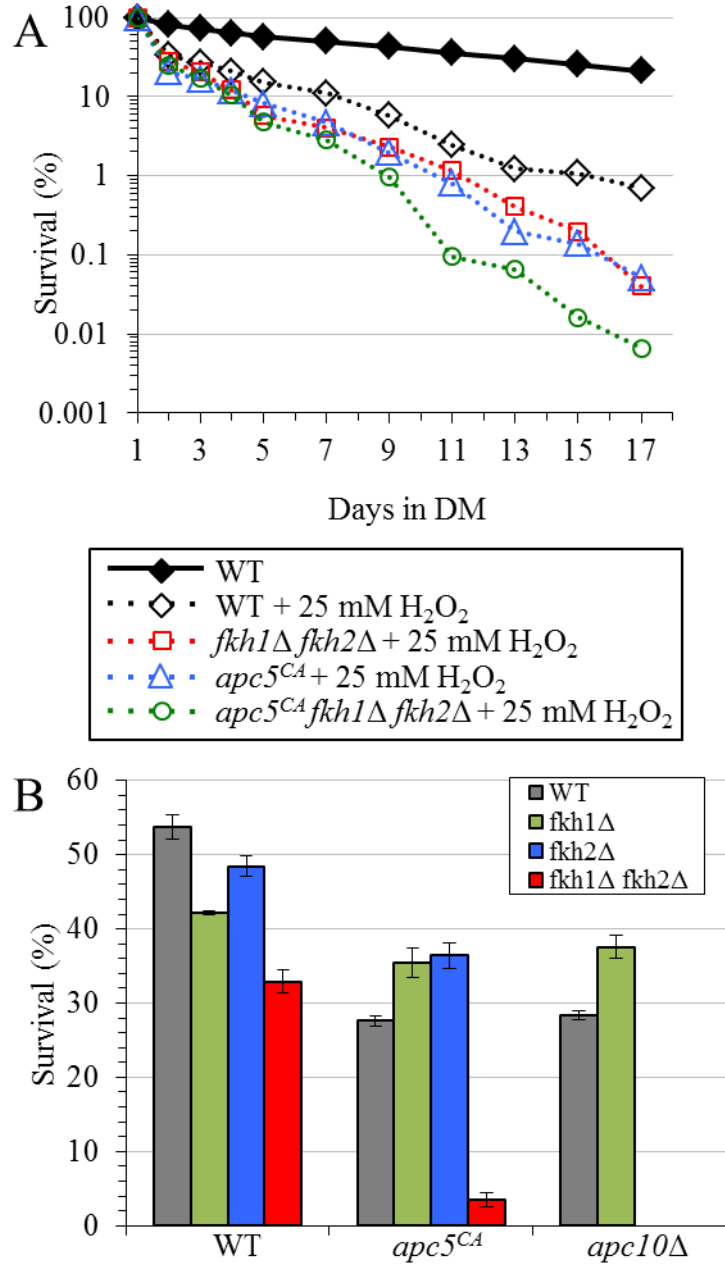 A
Survival (%)
100
10
1
0.1
0.01
0.001
1 3 5 7 9 11 13 15 17
Days in DM
WT
WT + 25 mM H₂O₂
fkh1Δ fkh2Δ + 25 mM H₂O₂
apc5ᶜᴬ + 25 mM H₂O₂
apc5ᶜᴬ fkh1Δ fkh2Δ + 25 mM H₂O₂
B
Survival (%)
60
50
40
30
20
10
0
WT
fkh1Δ
fkh2Δ
fkh1Δ fkh2Δ
WT apc5ᶜᴬ apc10Δ